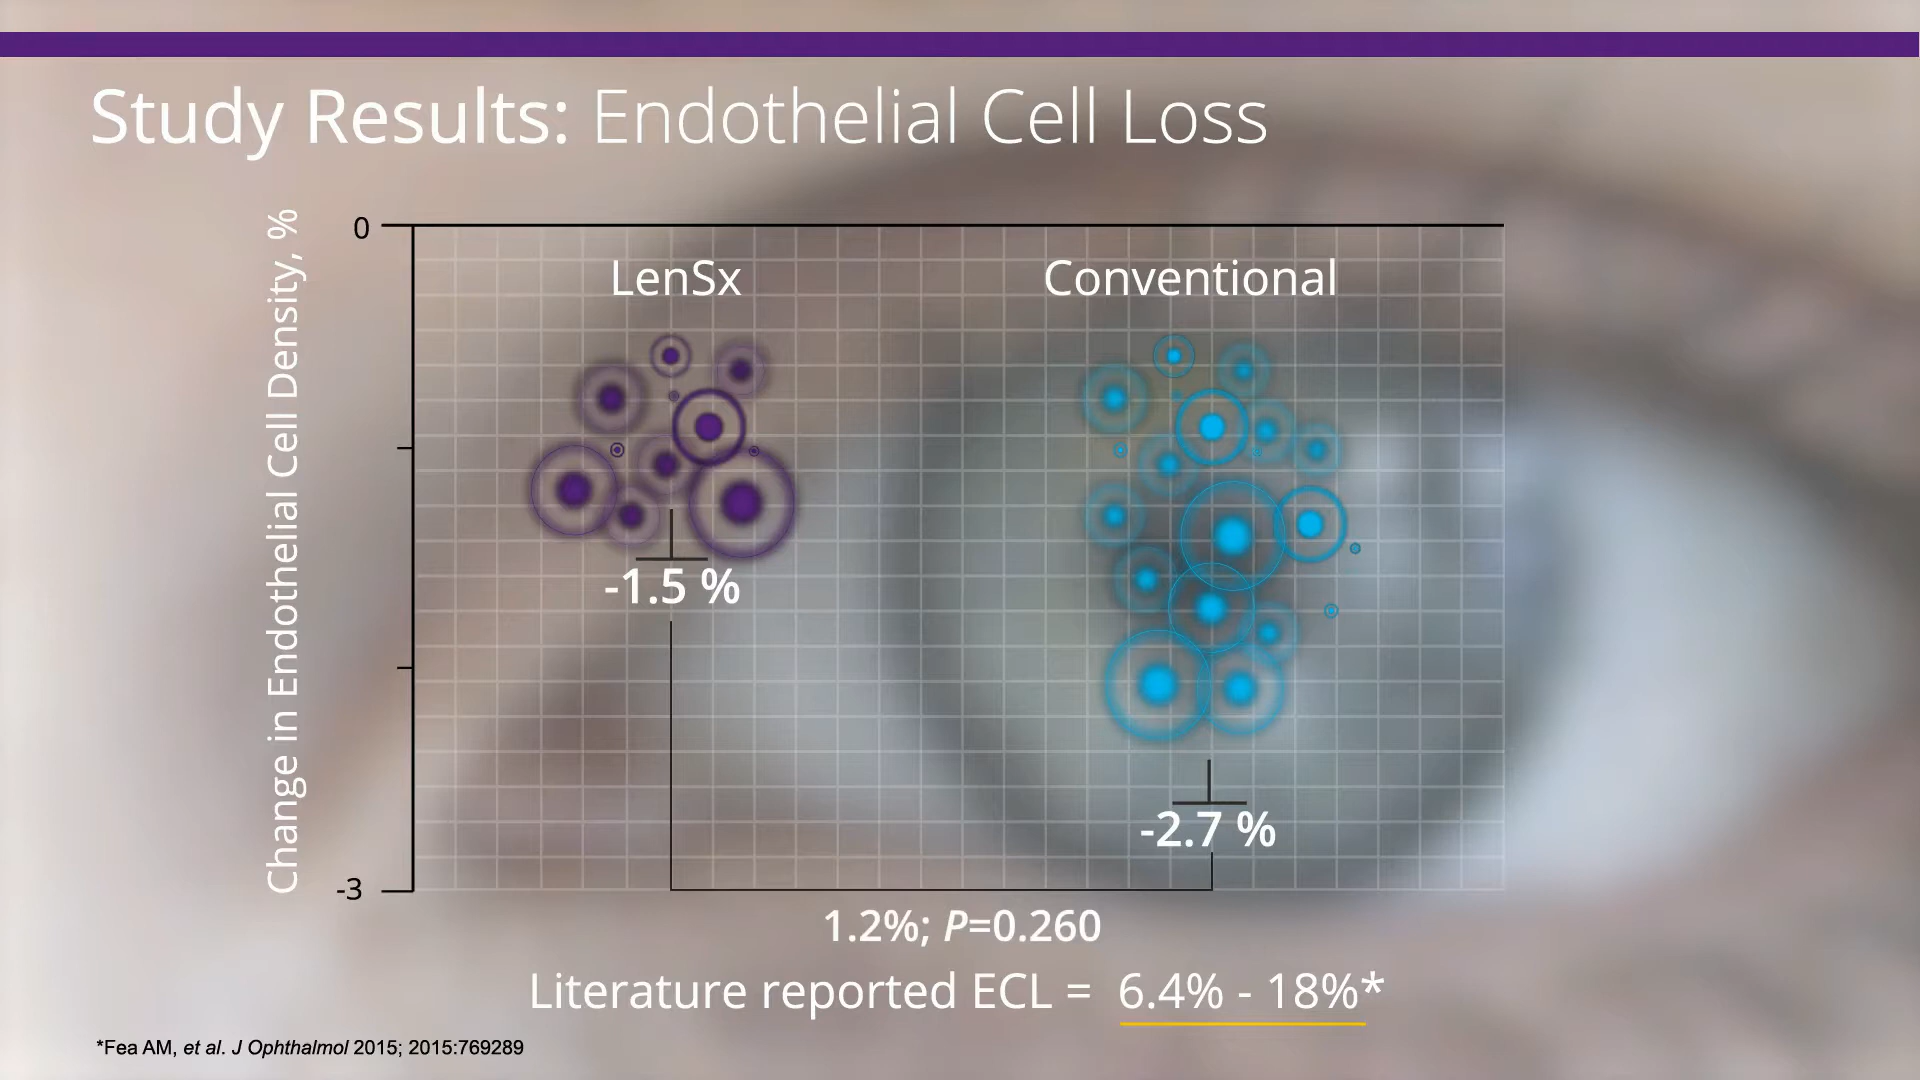 Study Results: Endothelial Cell Loss
Change in Endothelial Cell Density, %
0
-3
LenSx
Conventional
-1.5 %
-2.7 %
1.2%; P=0.260
Literature reported ECL = 6.4% - 18%*
*Fea AM, et al. J Ophthalmol 2015; 2015:769289